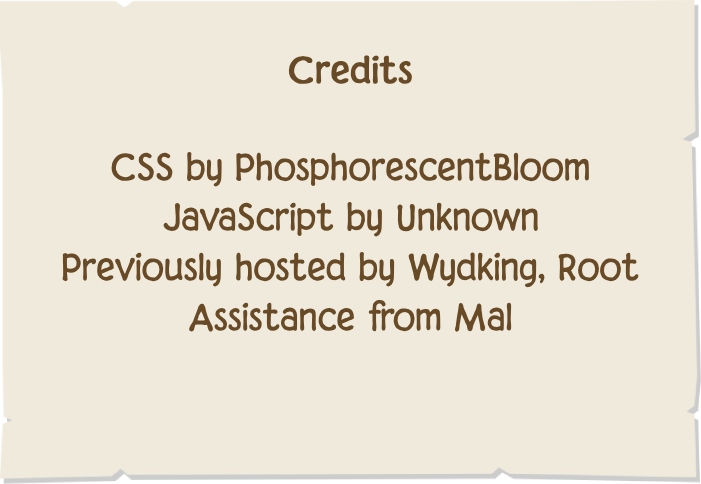 Credits
CSS by PhosphorescentBloom
JavaScript by Unknown
Previously hosted by Wydking, Root
Assistance from Mal